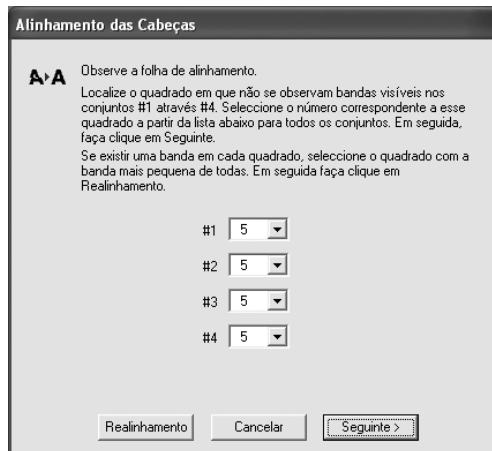 Alinhamento das Cabeças
A›A Observe a folha de alinhamento.
Localize o quadrado em que não se observam bandas visíveis nos
conjuntos #1 através #4. Seleccione o número correspondente a esse
quadrado a partir da lista abaixo para todos os conjuntos. Em seguida,
faça clique em Seguinte.
Se existir uma banda em cada quadrado, seleccione o quadrado com a
banda mais pequena de todas. Em seguida faça clique em
Realinhamento.
#1 5
#2 5
#3 5
#4 5
Realinhamento Cancelar Seguinte >